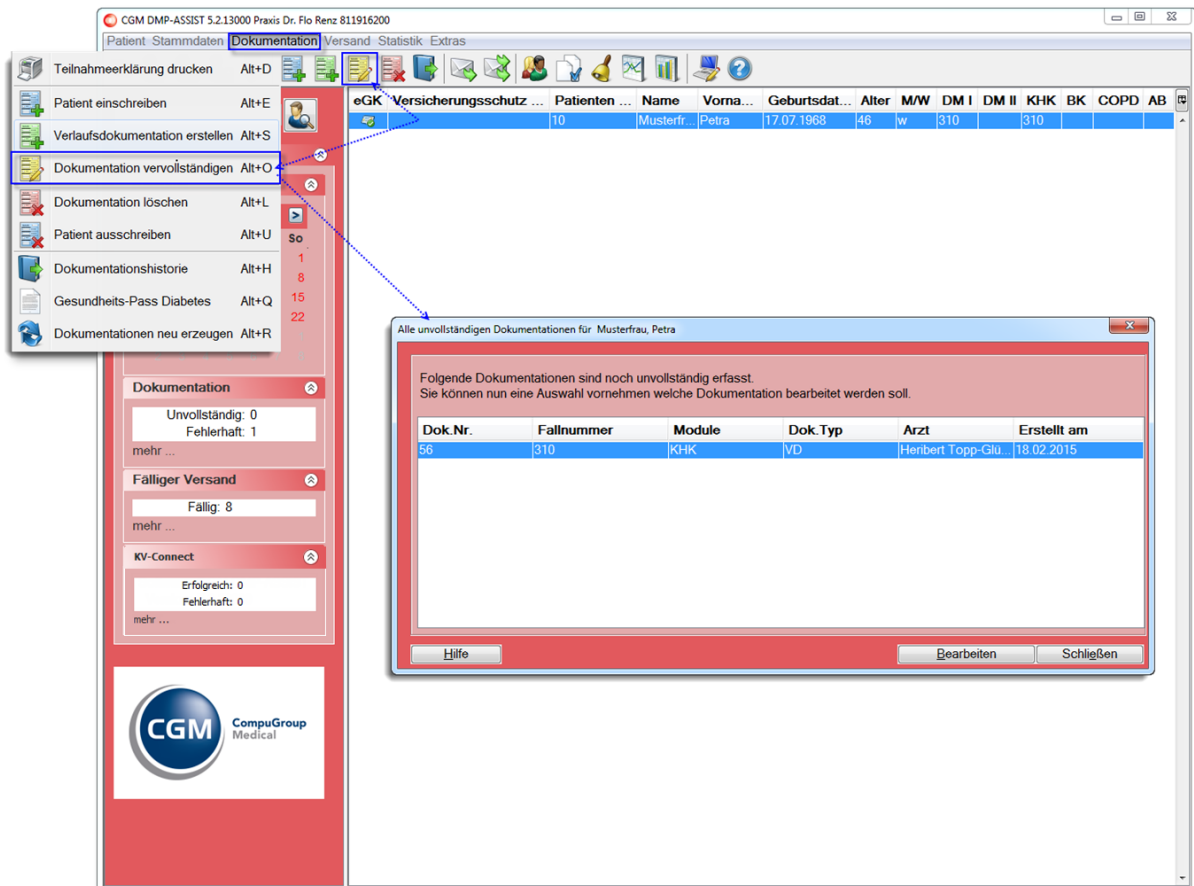 CGM DMP-ASSIST 5.2.13000 Praxis Dr. Flo Renz 811916200
Patient Stammdaten Dokumentation Versand Statistik Extras
Teilnahmeerklärung drucken Alt+D
Patient einschreiben Alt+E
Verlaufsdokumentation erstellen Alt+S
Dokumentation vervollständigen Alt+O
Dokumentation löschen Alt+L
Patient ausschreiben Alt+U
Dokumentationshistorie Alt+H
Gesundheits-Pass Diabetes Alt+Q
Dokumentationen neu erzeugen Alt+R
eGK Versicherungsschutz ... Patienten ... Name Vorna... Geburtsdat... Alter M/W DM I DM II KHK BK COPD AB
10 Musterfr... Petra 17.07.1968 46 w 310 310
So
1
8
15
22
Dokumentation
Unvollständig: 0
Fehlerhaft: 1
mehr ...
Fälliger Versand
Fällig: 8
mehr ...
KV-Connect
Erfolgreich: 0
Fehlerhaft: 0
mehr ...
CGM CompuGroup
Medical
Alle unvollständigen Dokumentationen für Musterfrau, Petra
Folgende Dokumentationen sind noch unvollständig erfasst.
Sie können nun eine Auswahl vornehmen welche Dokumentation bearbeitet werden soll.
Dok.Nr. Fallnummer Module Dok.Typ Arzt Erstellt am
56 310 KHK VD Heribert Topp-Glü... 18.02.2015
Hilfe Bearbeiten Schließen